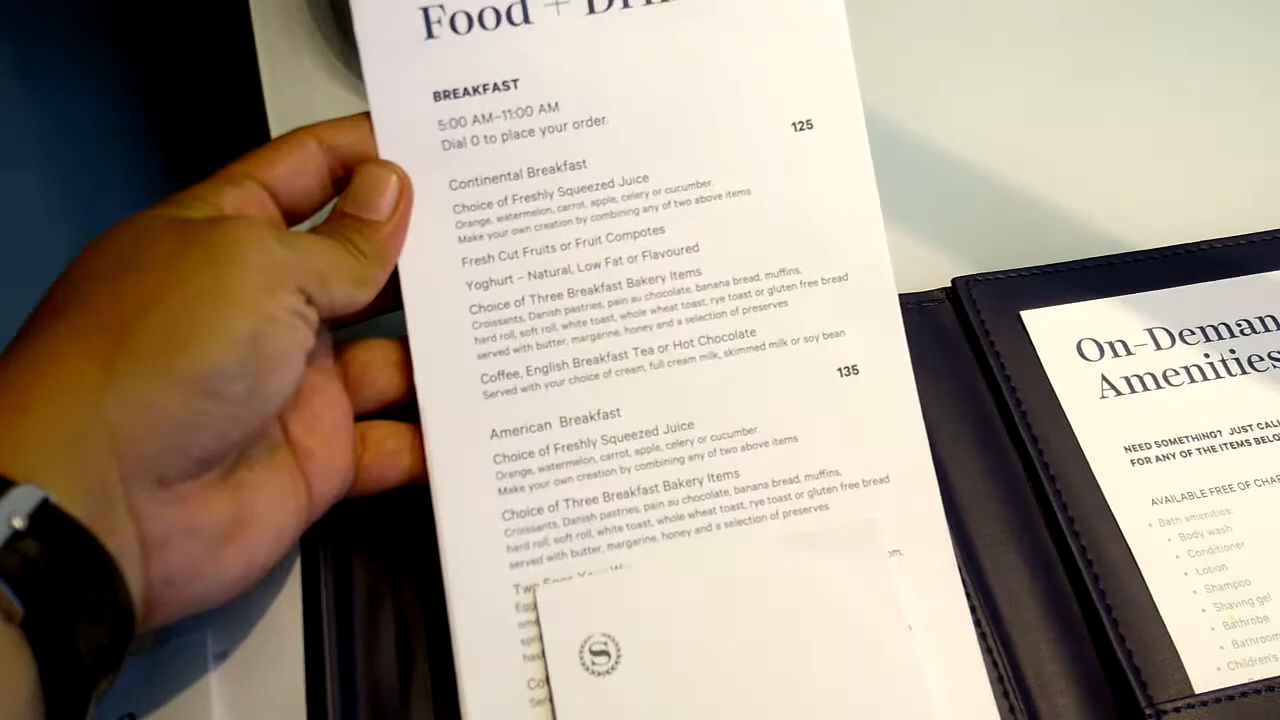 Food +
BREAKFAST
5:00 AM–11:00 AM
Dial 0 to place your order.
125
Continental Breakfast
Choice of Freshly Squeezed Juice
Orange, watermelon, carrot, apple, celery or cucumber.
Make your own creation by combining any of two above items
Fresh Cut Fruits or Fruit Compotes
Yoghurt – Natural, Low Fat or Flavoured
Choice of Three Breakfast Bakery Items
Croissants, Danish pastries, pain au chocolate, banana bread, muffins,
hard roll, soft roll, white toast, whole wheat toast, rye toast or gluten free bread
served with butter, margarine, honey and a selection of preserves
Coffee, English Breakfast Tea or Hot Chocolate
Served with your choice of cream, full cream milk, skimmed milk or soy bean
135
American Breakfast
Choice of Freshly Squeezed Juice
Orange, watermelon, carrot, apple, celery or cucumber.
Make your own creation by combining any of two above items
Choice of Three Breakfast Bakery Items
Croissants, Danish pastries, pain au chocolate, banana bread, muffins,
hard roll, soft roll, white toast, whole wheat toast, rye toast or gluten free bread
served with butter, margarine, honey and a selection of preserves
Two Eggs
S
On-Deman
Amenities
NEED SOMETHING? JUST CALL
FOR ANY OF THE ITEMS BELO
AVAILABLE FREE OF CHAR
• Bath amenities:
• Body wash
• Conditioner
• Lotion
• Shampoo
• Shaving gel
• Bathrobe
• Bathroom
• Children's